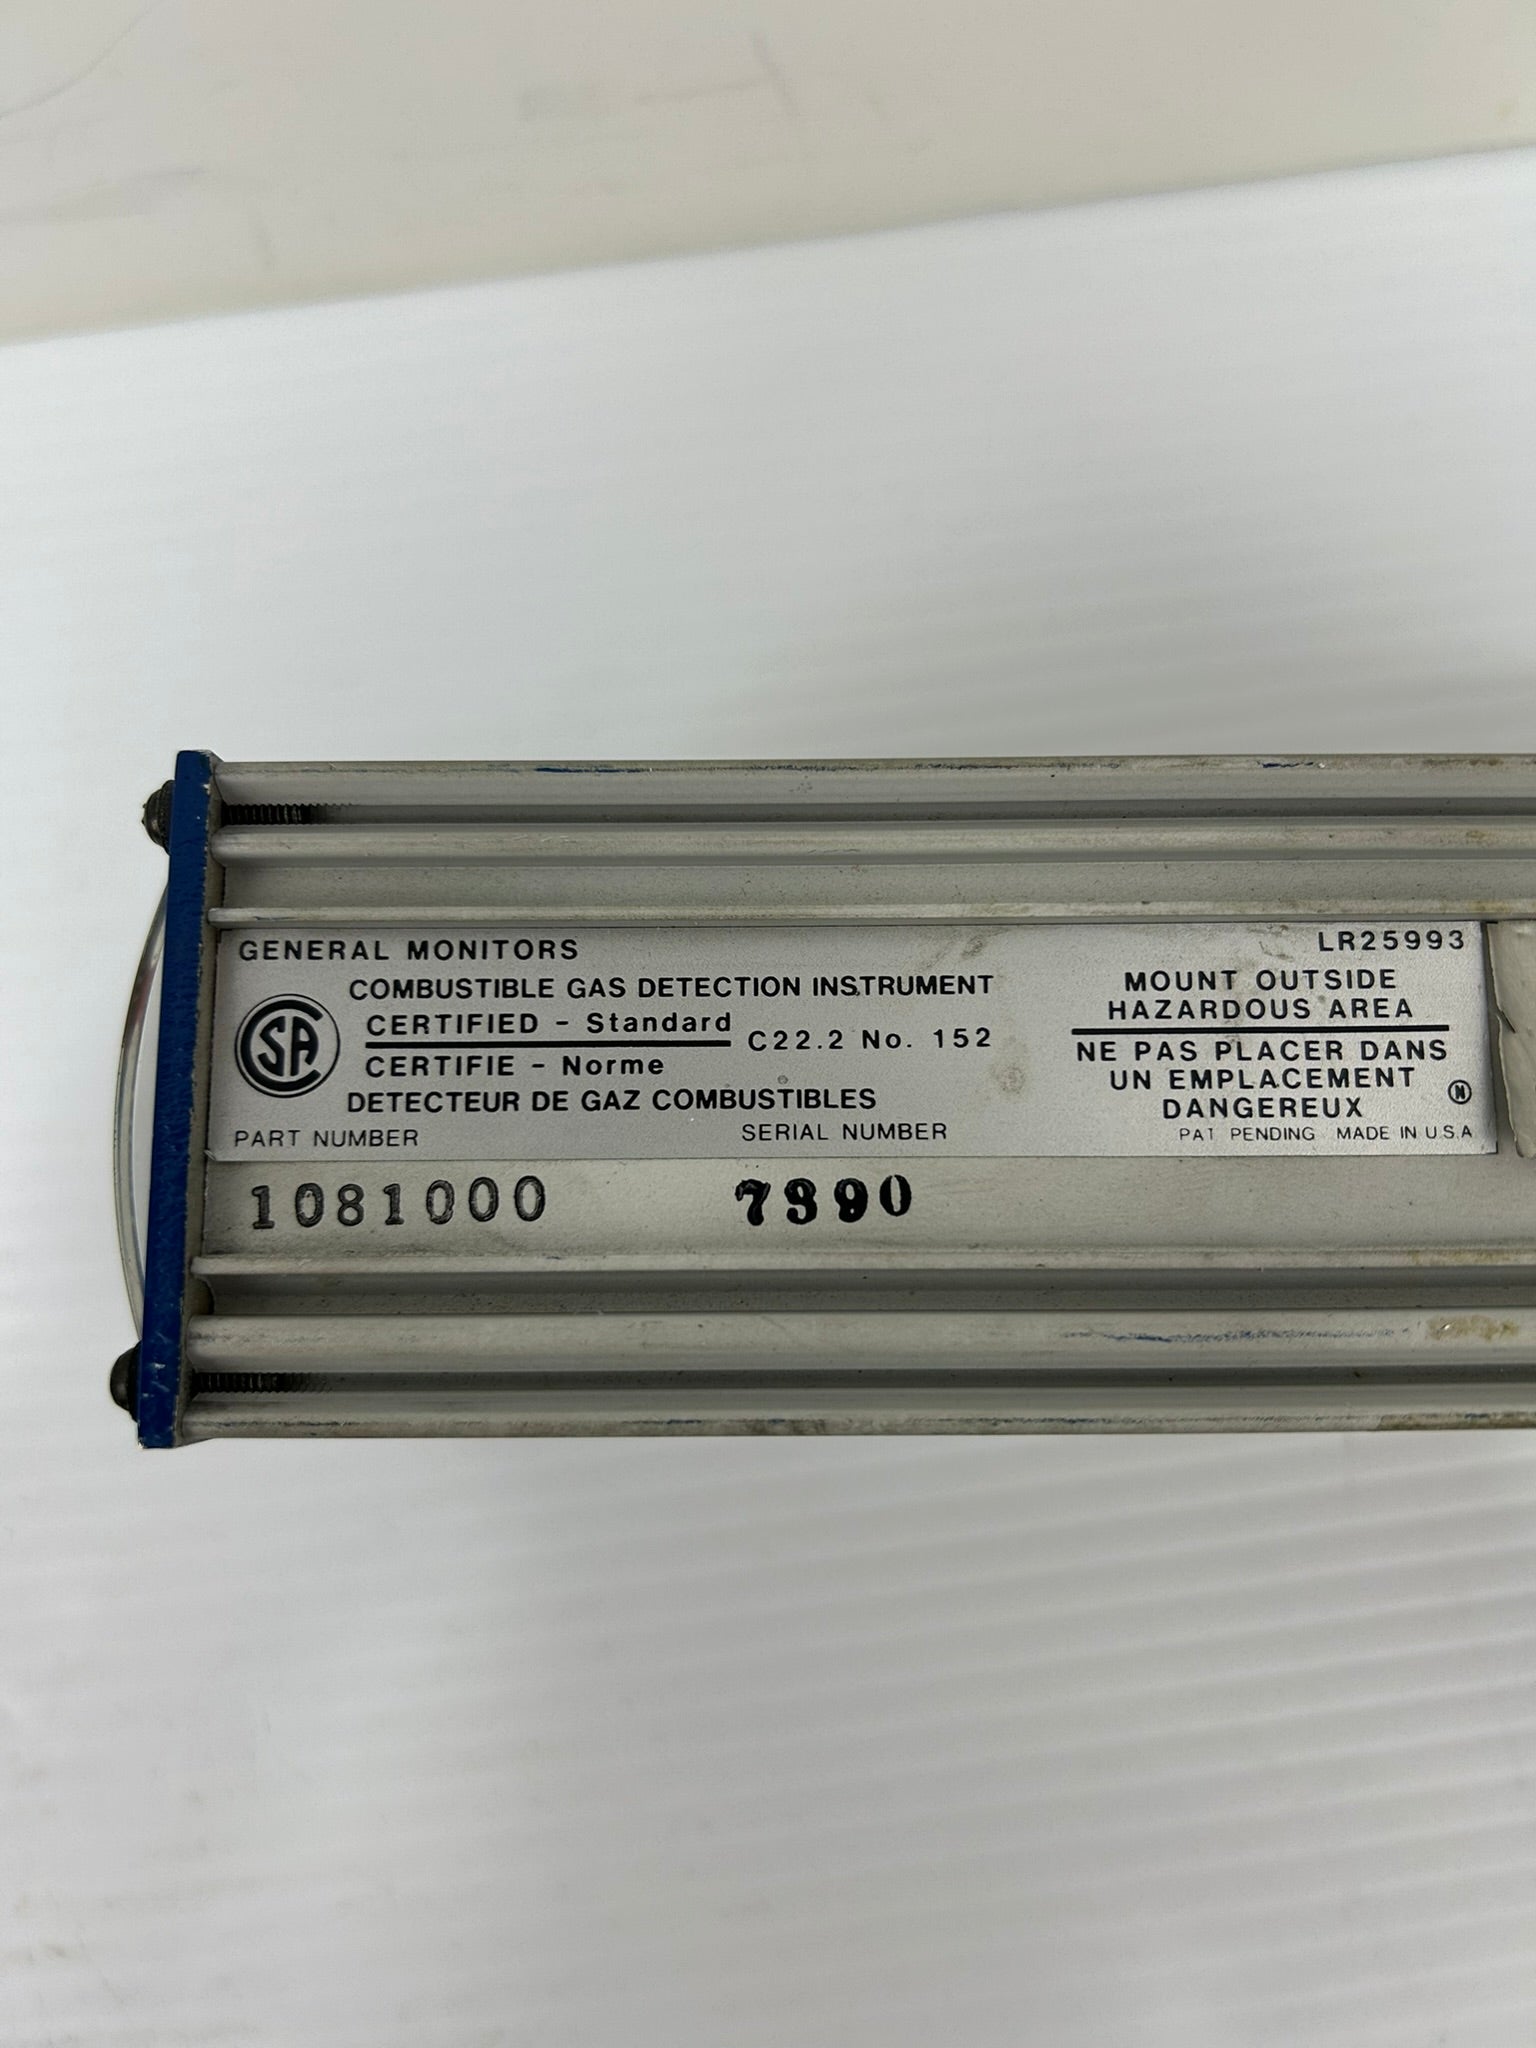 GENERAL MONITORS
LR25993
COMBUSTIBLE GAS DETECTION INSTRUMENT
CSA
CERTIFIED - Standard
C22.2 No. 152
CERTIFIE - Norme
DETECTEUR DE GAZ COMBUSTIBLES
MOUNT OUTSIDE
HAZARDOUS AREA
NE PAS PLACER DANS
UN EMPLACEMENT
DANGEREUX
PAT PENDING MADE IN U.S.A
PART NUMBER
SERIAL NUMBER
1081000